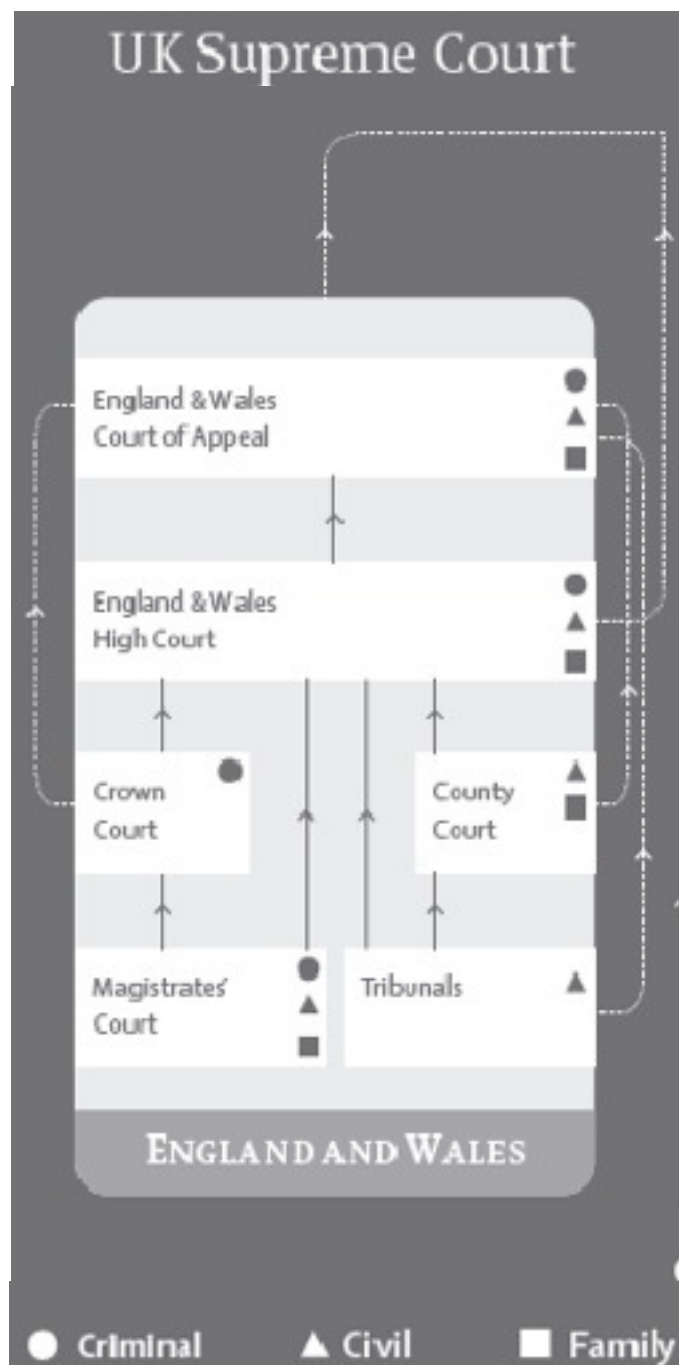 UK Supreme Court
England & Wales
Court of Appeal
England & Wales
High Court
Crown
Court
County
Court
Magistrates'
Court
Tribunals
ENGLAND AND WALES
Criminal
Civil
Family